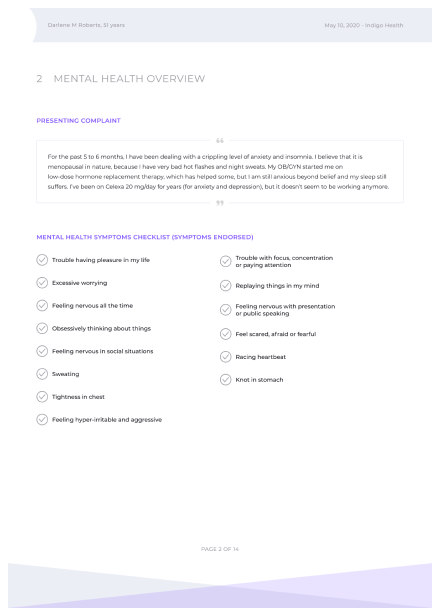 Darlene M Roberts, 51 years
May 10, 2020 - Indigo Health
2 MENTAL HEALTH OVERVIEW
PRESENTING COMPLAINT
“
For the past 5 to 6 months, I have been dealing with a crippling level of anxiety and insomnia. I believe that it is
menopausal in nature, because I have very bad hot flashes and night sweats. My OB/GYN started me on
low-dose hormone replacement therapy, which has helped some, but I am still anxious beyond belief and my sleep still
suffers. I've been on Celexa 20 mg/day for years (for anxiety and depression), but it doesn't seem to be working anymore.
”
MENTAL HEALTH SYMPTOMS CHECKLIST (SYMPTOMS ENDORSED)
Trouble having pleasure in my life
Excessive worrying
Feeling nervous all the time
Obsessively thinking about things
Feeling nervous in social situations
Sweating
Tightness in chest
Feeling hyper-irritable and aggressive
Trouble with focus, concentration
or paying attention
Replaying things in my mind
Feeling nervous with presentation
or public speaking
Feel scared, afraid or fearful
Racing heartbeat
Knot in stomach
PAGE 2 OF 14